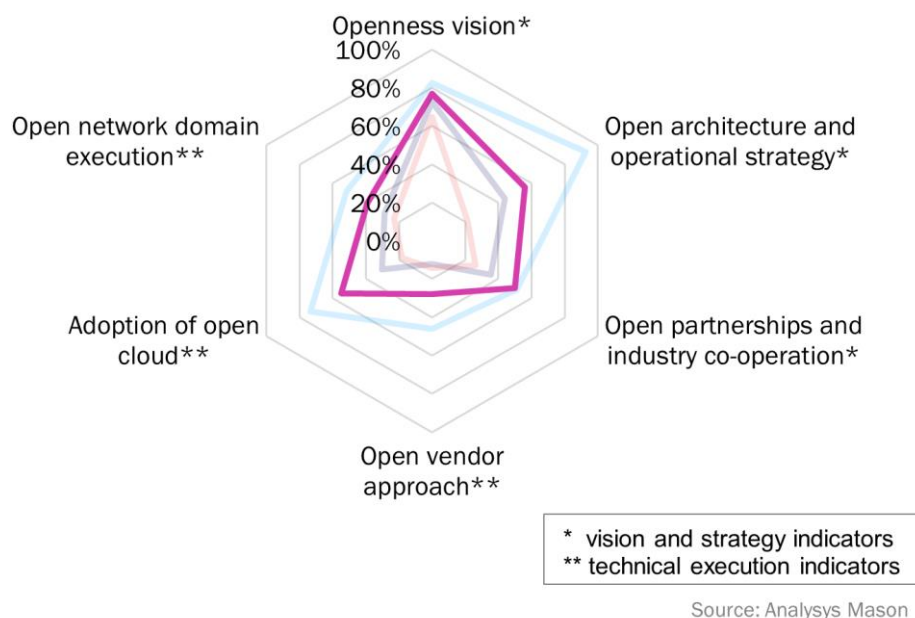 Openness vision*
100%
80%
60%
40%
20%
0%
Open architecture and
operational strategy*
Open partnerships and
industry co-operation*
Open vendor
approach**
Adoption of open
cloud**
Open network domain
execution**
* vision and strategy indicators
** technical execution indicators
Source: Analysys Mason